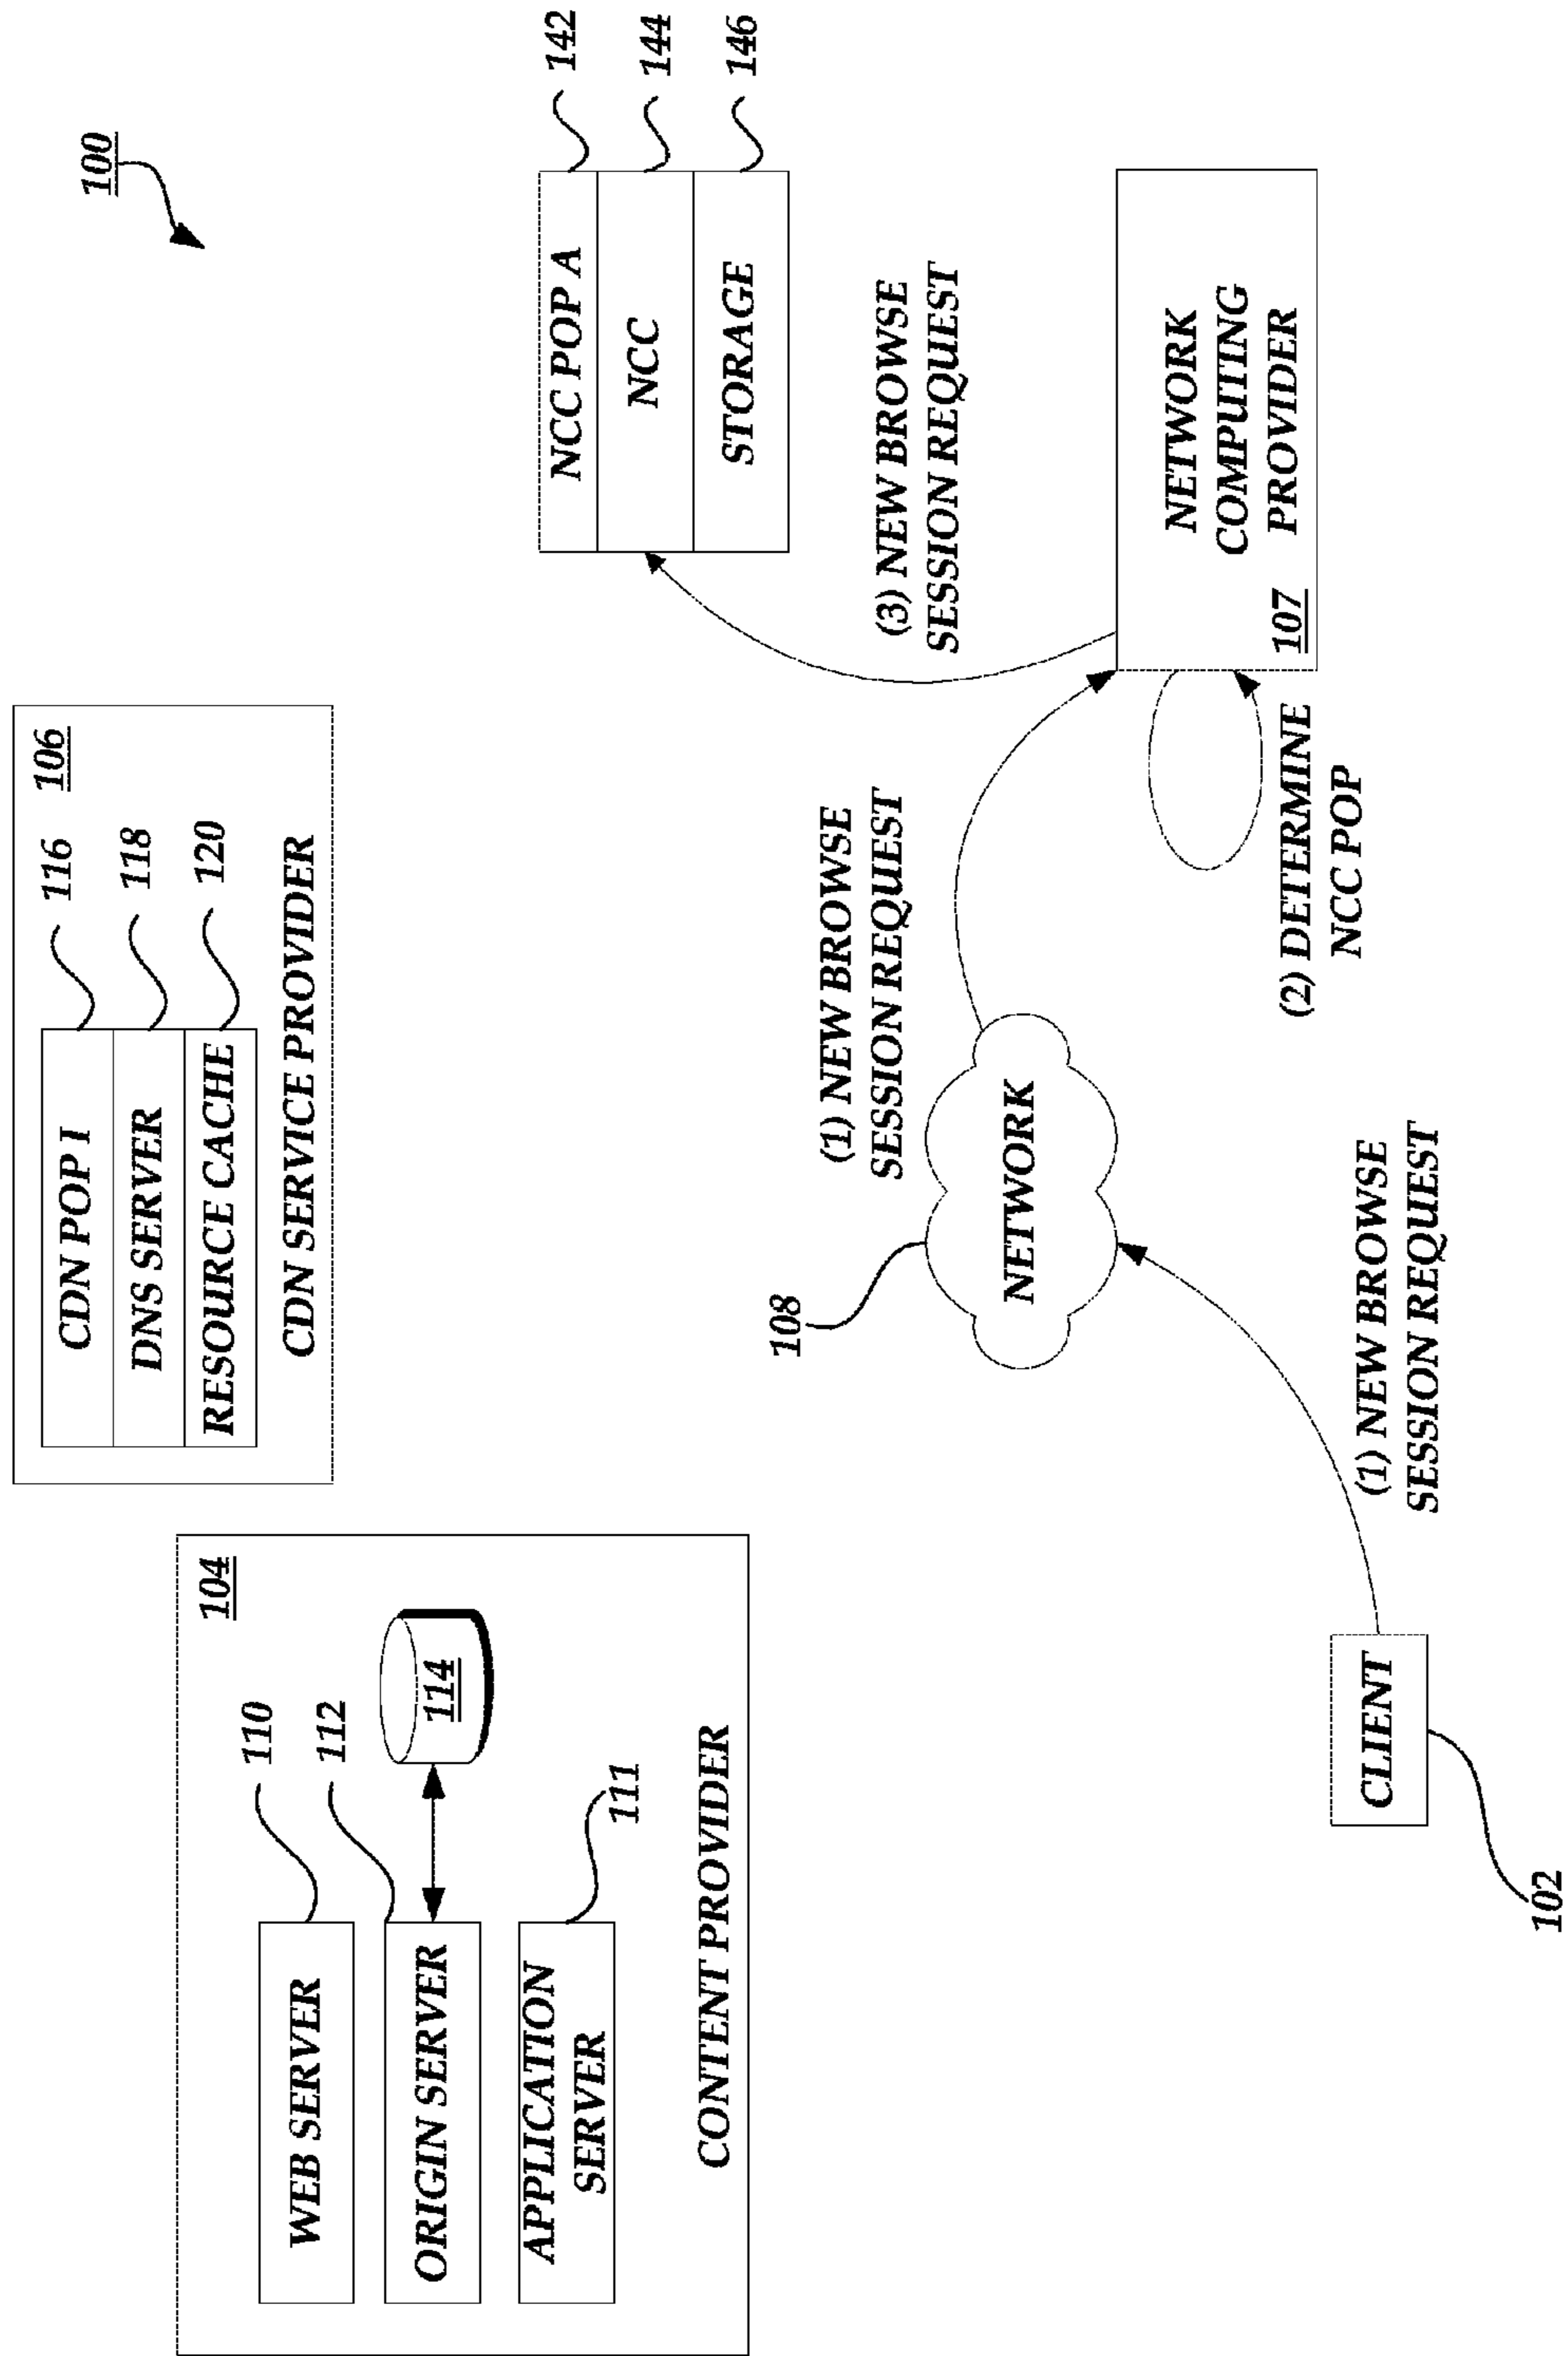 100
104
WEB SERVER
110
ORIGIN SERVER
112
114
APPLICATION
SERVER
111
CONTENT PROVIDER
106
CDN POP I
116
DNS SERVER
118
RESOURCE CACHE
120
CDN SERVICE PROVIDER
NCC POP A
142
NCC
144
STORAGE
146
108
NETWORK
(1) NEW BROWSE
SESSION REQUEST
(3) NEW BROWSE
SESSION REQUEST
NETWORK
COMPUTING
PROVIDER
107
(2) DETERMINE
NCC POP
(1) NEW BROWSE
SESSION REQUEST
CLIENT
102